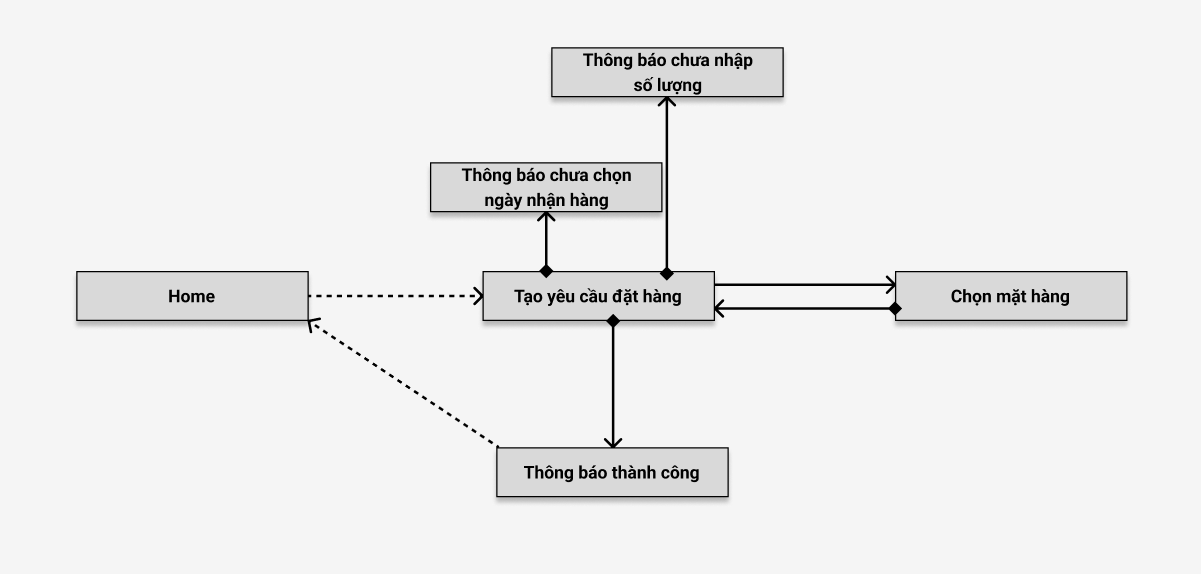 Thông báo chưa nhập
số lượng
Thông báo chưa chọn
ngày nhận hàng
Home
Tạo yêu cầu đặt hàng
Chọn mặt hàng
Thông báo thành công